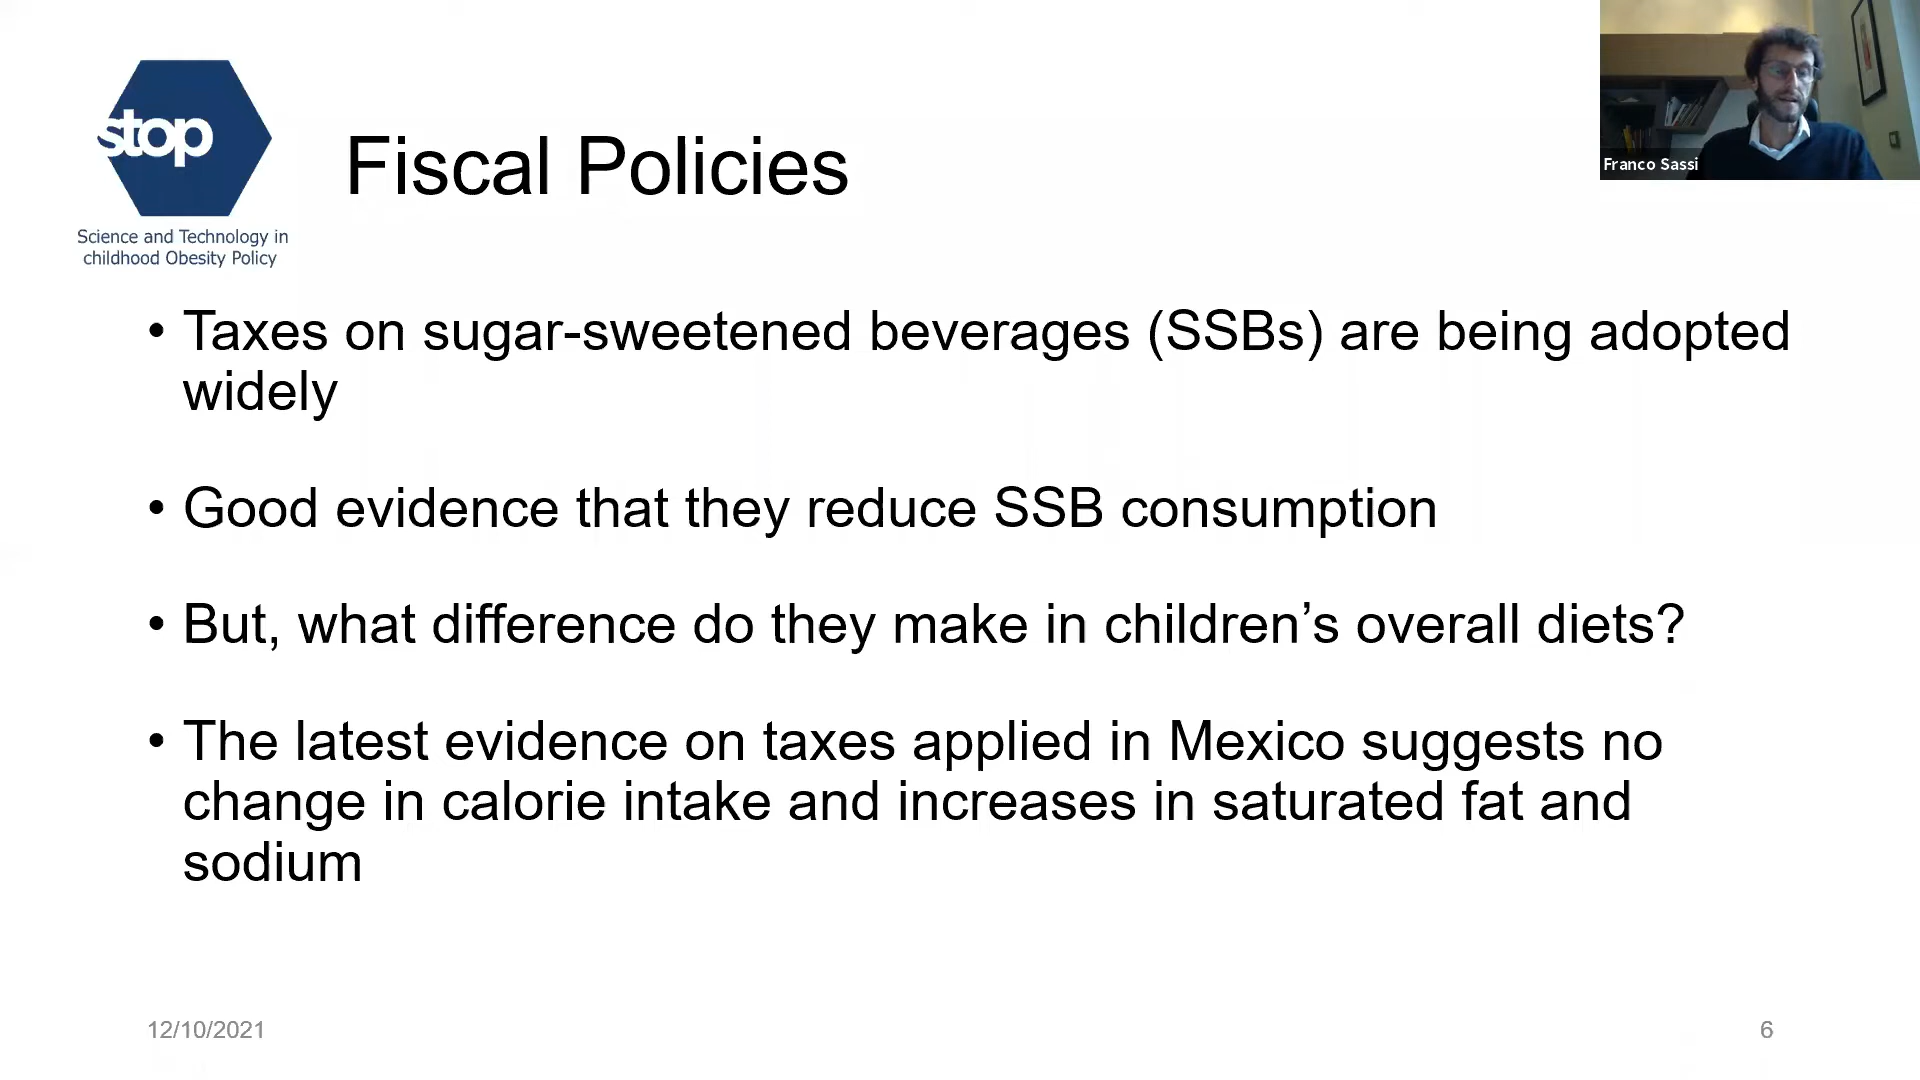 stop
Science and Technology in
childhood Obesity Policy
Fiscal Policies
Franco Sassi
• Taxes on sugar-sweetened beverages (SSBs) are being adopted
widely
• Good evidence that they reduce SSB consumption
• But, what difference do they make in children’s overall diets?
• The latest evidence on taxes applied in Mexico suggests no
change in calorie intake and increases in saturated fat and
sodium
12/10/2021
6